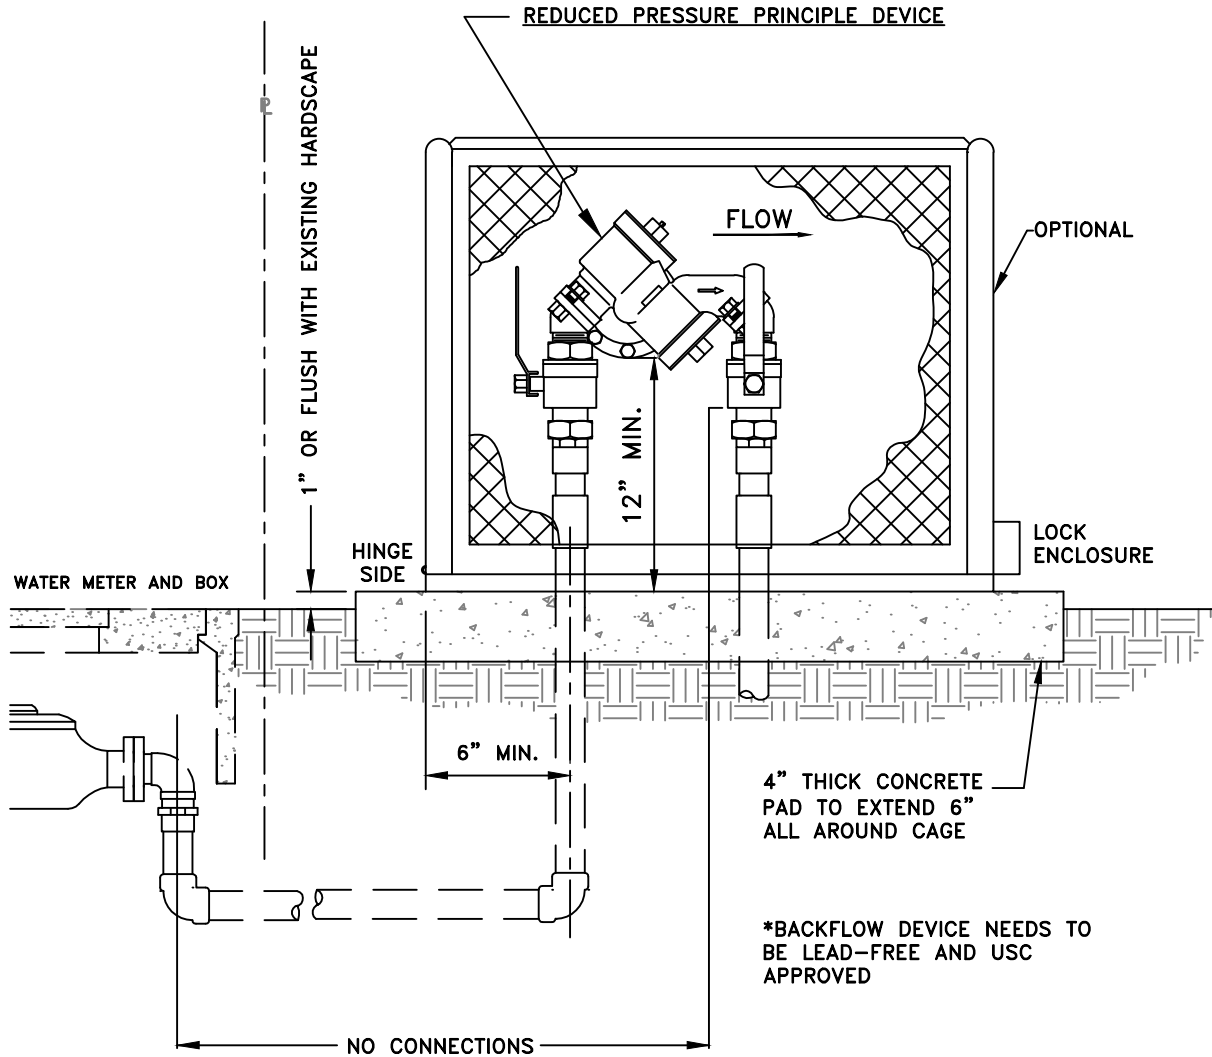 REDUCED PRESSURE PRINCIPLE DEVICE
PL
1” OR FLUSH WITH EXISTING HARDSCAPE
FLOW
OPTIONAL
12” MIN.
HINGE
SIDE
LOCK
ENCLOSURE
WATER METER AND BOX
6” MIN.
4” THICK CONCRETE
PAD TO EXTEND 6”
ALL AROUND CAGE
*BACKFLOW DEVICE NEEDS TO
BE LEAD-FREE AND USC
APPROVED
NO CONNECTIONS